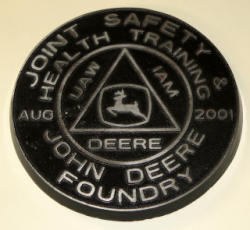 JOINT SAFETY &
HEALTH TRAINING
UAW
IAM
DEERE
AUG
2001
JOHN DEERE
FOUNDRY